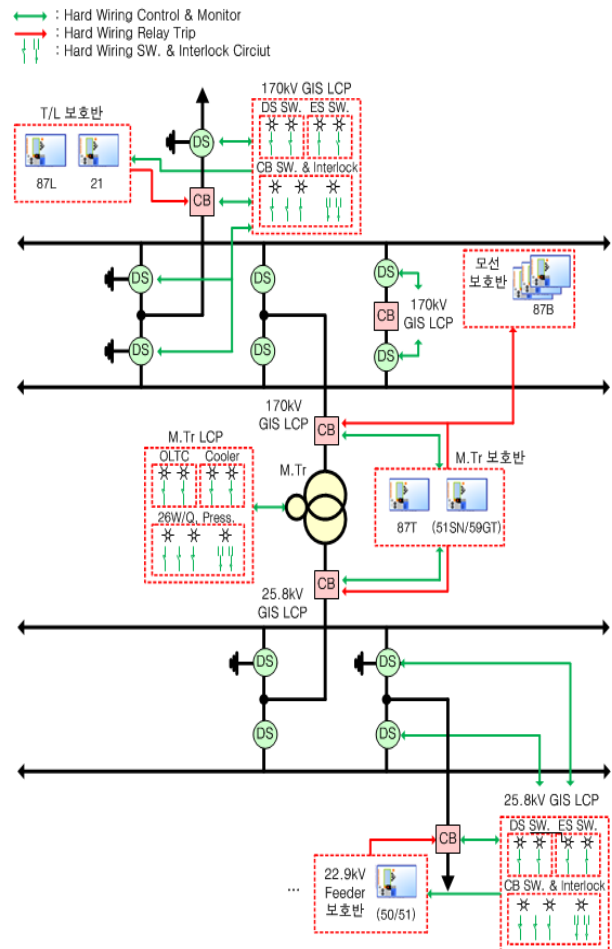 : Hard Wiring Control & Monitor
: Hard Wiring Relay Trip
: Hard Wiring SW. & Interlock Circiut
170kV GIS LCP
T/L 보호반
DS SW. ES SW.
DS
87L 21
CB SW. & Interlock
CB
DS
DS
DS
DS
DS
CB
DS
170kV
GIS LCP
모선
보호반
87B
170kV
GIS LCP
CB
M.Tr LCP
OLTC Cooler
26W/Q, Press.
M.Tr
M.Tr 보호반
87T (51SN/59GT)
25.8kV
GIS LCP
CB
DS
DS
DS
DS
25.8kV GIS LCP
DS SW. ES SW.
CB SW. & Interlock
CB
...
22.9kV
Feeder
보호반
(50/51)